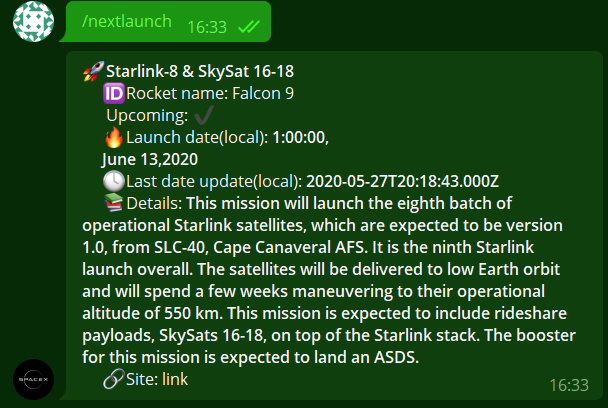 /nextlaunch 16:33
🚀Starlink-8 & SkySat 16-18
🆔Rocket name: Falcon 9
Upcoming: ✔
🔥Launch date(local): 1:00:00,
June 13,2020
🕓Last date update(local): 2020-05-27T20:18:43.000Z
📚Details: This mission will launch the eighth batch of
operational Starlink satellites, which are expected to be version
1.0, from SLC-40, Cape Canaveral AFS. It is the ninth Starlink
launch overall. The satellites will be delivered to low Earth orbit
and will spend a few weeks maneuvering to their operational
altitude of 550 km. This mission is expected to include rideshare
payloads, SkySats 16-18, on top of the Starlink stack. The booster
for this mission is expected to land an ASDS.
🔗Site: link
SPACEX
16:33